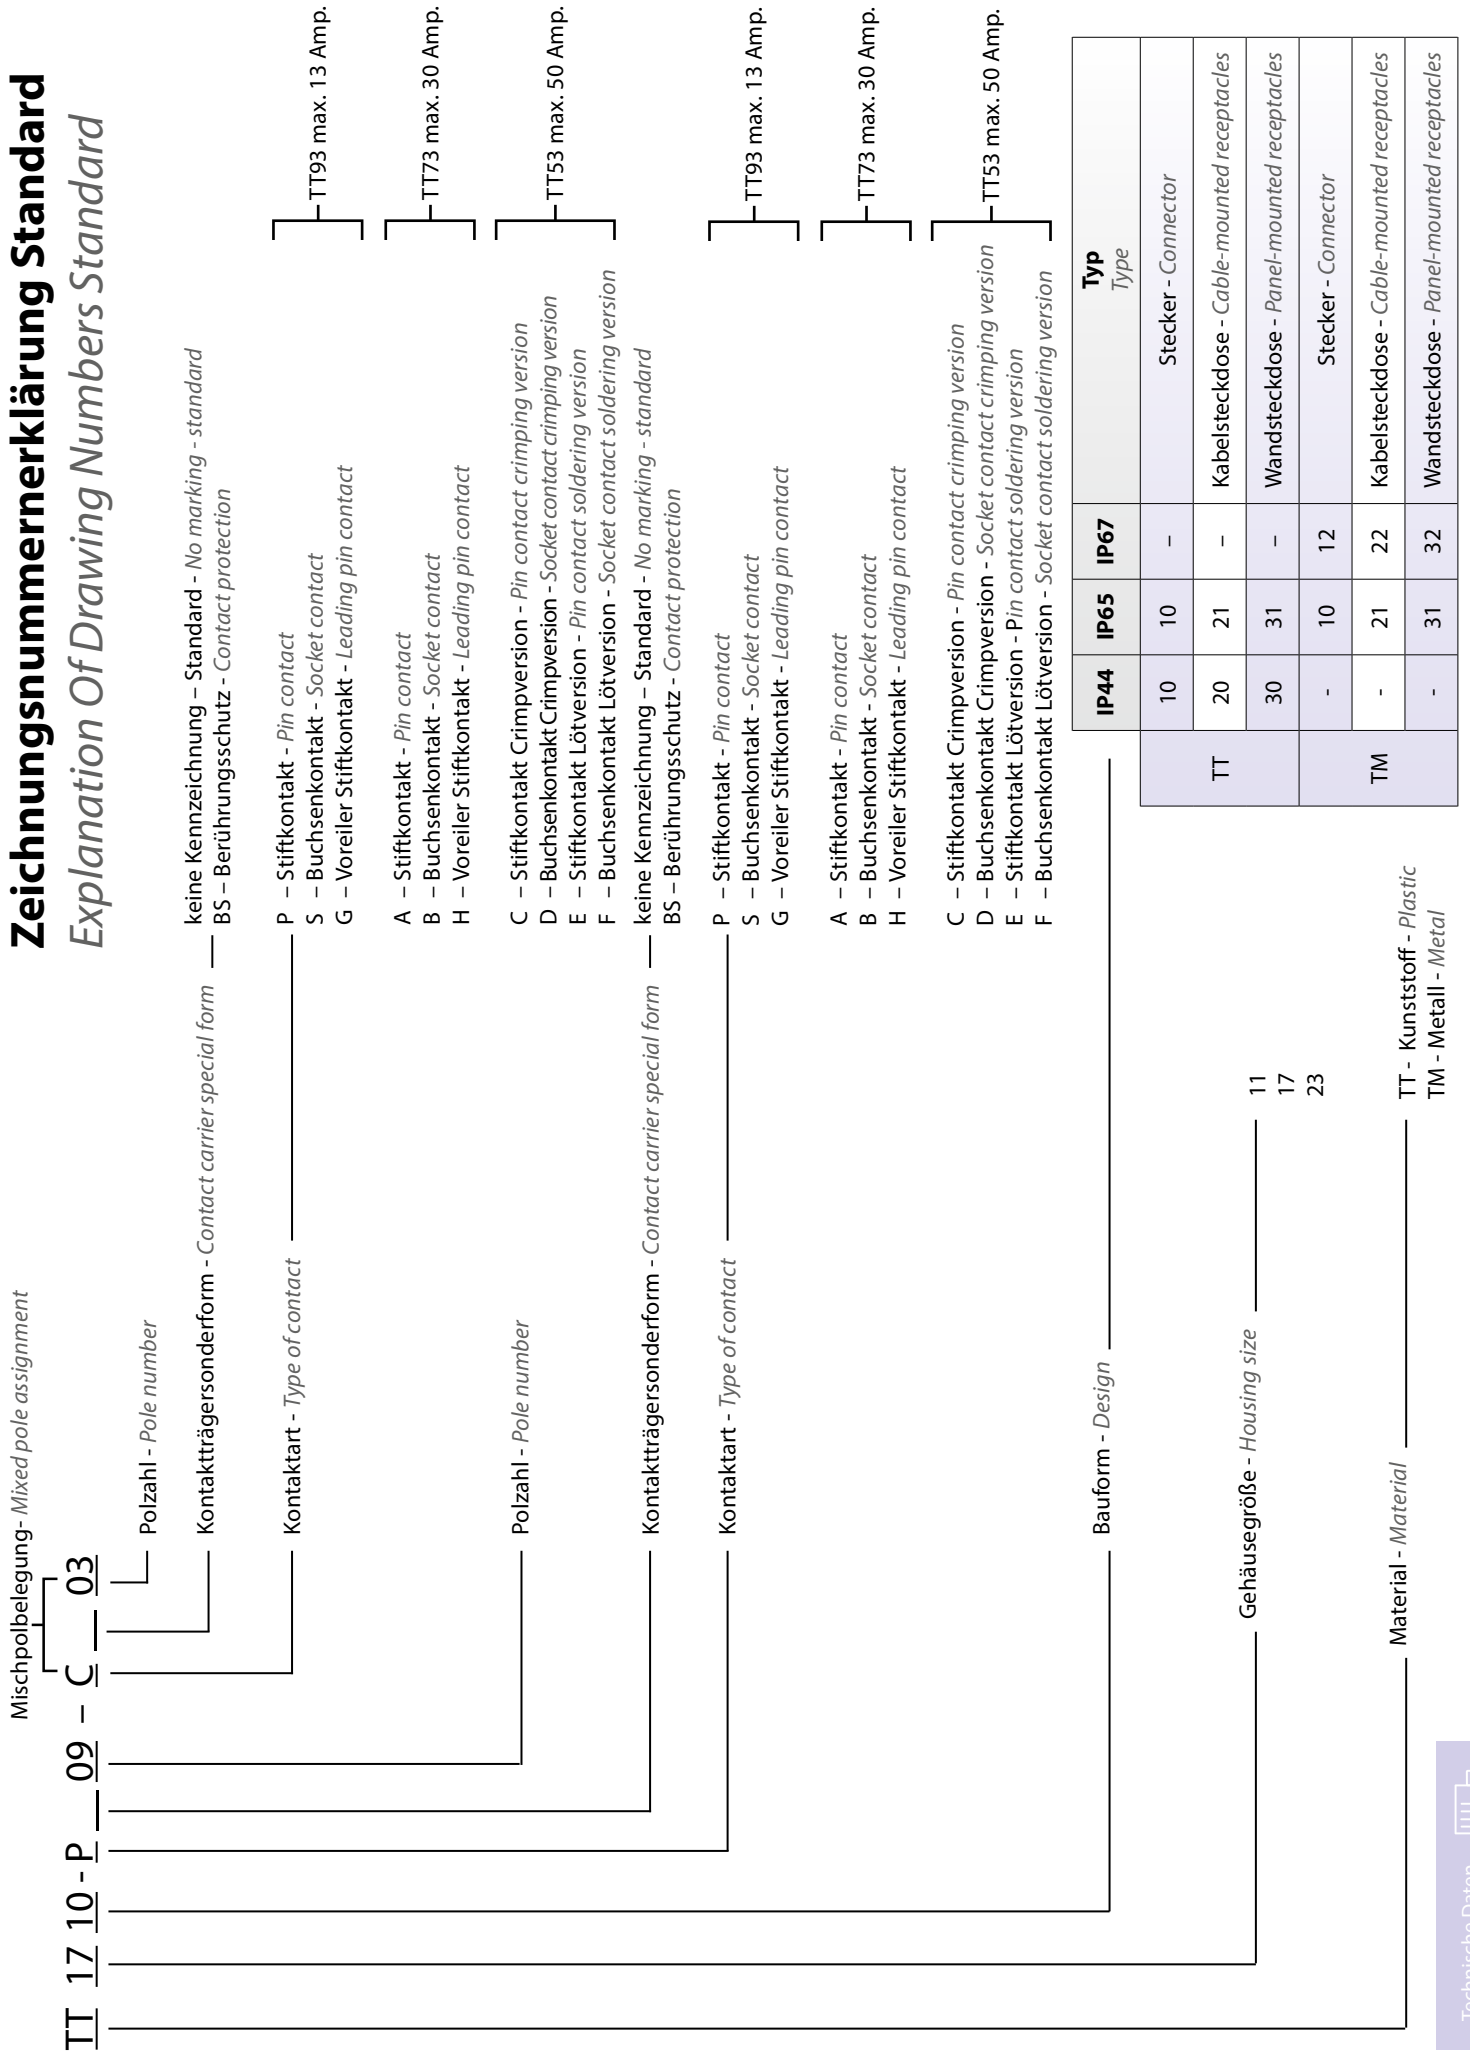 Zeichnungsnummernerklärung Standard
Explanation Of Drawing Numbers Standard
Mischpolbelegung- Mixed pole assignment
TT 17 10 - P _ 09 – C _ 03
Polzahl - Pole number
Kontaktträgersonderform - Contact carrier special form
keine Kennzeichnung – Standard - No marking - standard
BS – Berührungsschutz - Contact protection
Kontaktart - Type of contact
P – Stiftkontakt - Pin contact
S – Buchsenkontakt - Socket contact
G – Voreiler Stiftkontakt - Leading pin contact
TT93 max. 13 Amp.
A – Stiftkontakt - Pin contact
B – Buchsenkontakt - Socket contact
H – Voreiler Stiftkontakt - Leading pin contact
TT73 max. 30 Amp.
C – Stiftkontakt Crimpversion - Pin contact crimping version
D – Buchsenkontakt Crimpversion - Socket contact crimping version
E – Stiftkontakt Lötversion - Pin contact soldering version
F – Buchsenkontakt Lötversion - Socket contact soldering version
TT53 max. 50 Amp.
Polzahl - Pole number
Kontaktträgersonderform - Contact carrier special form
keine Kennzeichnung – Standard - No marking - standard
BS – Berührungsschutz - Contact protection
Kontaktart - Type of contact
P – Stiftkontakt - Pin contact
S – Buchsenkontakt - Socket contact
G – Voreiler Stiftkontakt - Leading pin contact
TT93 max. 13 Amp.
A – Stiftkontakt - Pin contact
B – Buchsenkontakt - Socket contact
H – Voreiler Stiftkontakt - Leading pin contact
TT73 max. 30 Amp.
C – Stiftkontakt Crimpversion - Pin contact crimping version
D – Buchsenkontakt Crimpversion - Socket contact crimping version
E – Stiftkontakt Lötversion - Pin contact soldering version
F – Buchsenkontakt Lötversion - Socket contact soldering version
TT53 max. 50 Amp.
Bauform - Design
IP44 IP65 IP67 Typ
Type
TT
10 10 – Stecker - Connector
20 21 – Kabelsteckdose - Cable-mounted receptacles
30 31 – Wandsteckdose - Panel-mounted receptacles
TM
- 10 12 Stecker - Connector
- 21 22 Kabelsteckdose - Cable-mounted receptacles
- 31 32 Wandsteckdose - Panel-mounted receptacles
Gehäusegröße - Housing size
11
17
23
Material - Material
TT - Kunststoff - Plastic
TM - Metall - Metal
Technische Daten